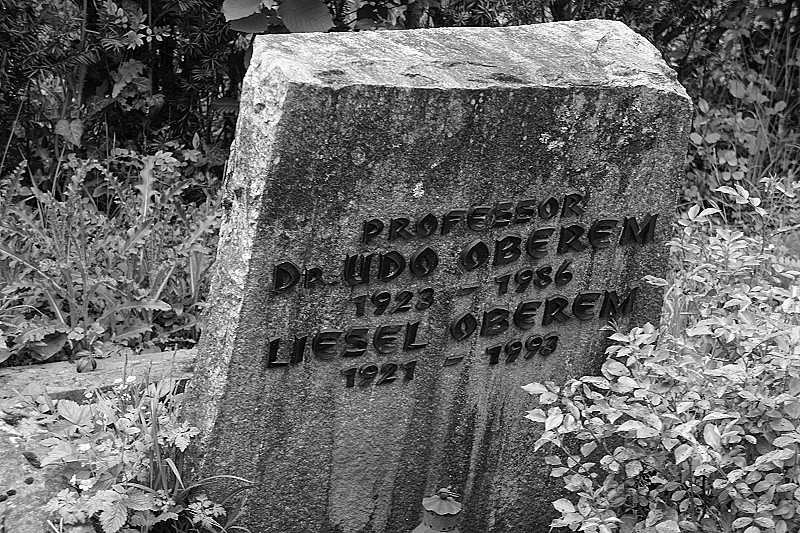 PROFESSOR
Dr. UDO OBEREM
1923 – 1986
LIESEL OBEREM
1921 – 1993